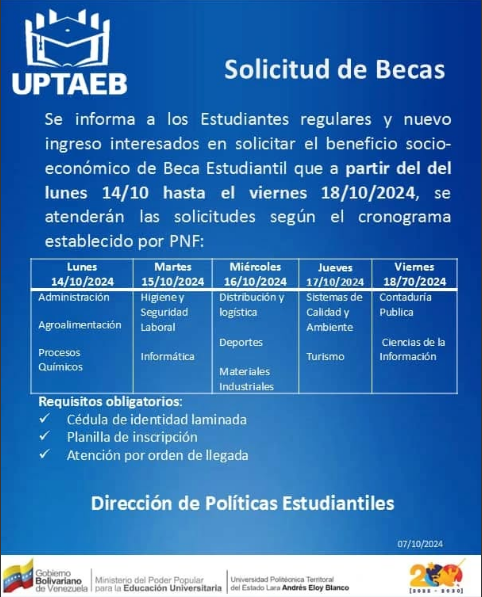 UPTAEB
Solicitud de Becas
Se informa a los Estudiantes regulares y nuevo
ingreso interesados en solicitar el beneficio socio-
económico de Beca Estudiantil que a partir del del
lunes 14/10 hasta el viernes 18/10/2024, se
atenderán las solicitudes según el cronograma
establecido por PNF:
Lunes Martes Miércoles Jueves Viernes
14/10/2024 15/10/2024 16/10/2024 17/10/2024 18/70/2024
Administración Higiene y Distribución y Sistemas de Contaduría
Seguridad logística Calidad y Publica
Agroalimentación Laboral Ambiente
Deportes Ciencias de la
Procesos Informática Turismo Información
Químicos Materiales
Industriales
Requisitos obligatorios:
✓ Cédula de identidad laminada
✓ Planilla de inscripción
✓ Atención por orden de llegada
Dirección de Políticas Estudiantiles
07/10/2024
Gobierno Bolivariano de Venezuela
Ministerio del Poder Popular
para la Educación Universitaria
Universidad Politécnica Territorial
del Estado Lara Andrés Eloy Blanco
200